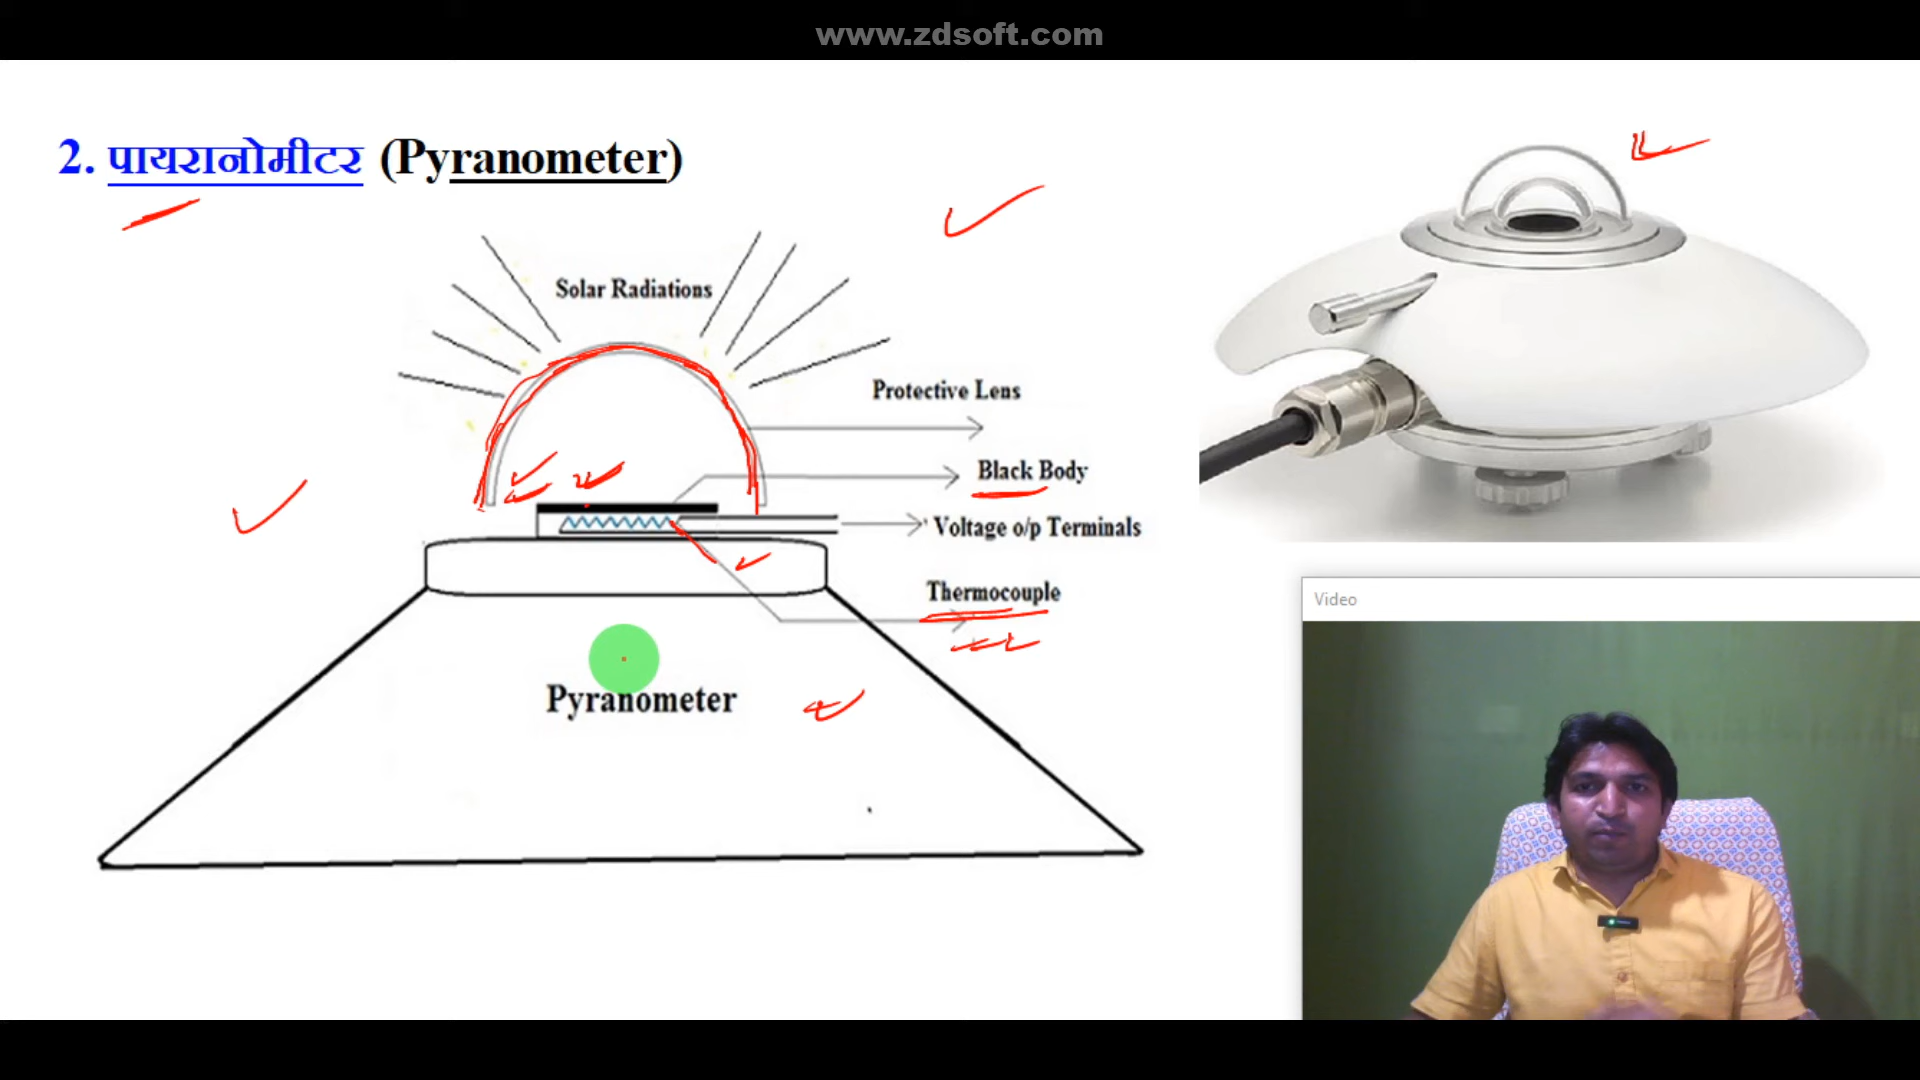 www.zdsoft.com
2. पायरानोमीटर (Pyranometer)
Solar Radiations
Protective Lens
Black Body
Voltage o/p Terminals
Thermocouple
Pyranometer
Video